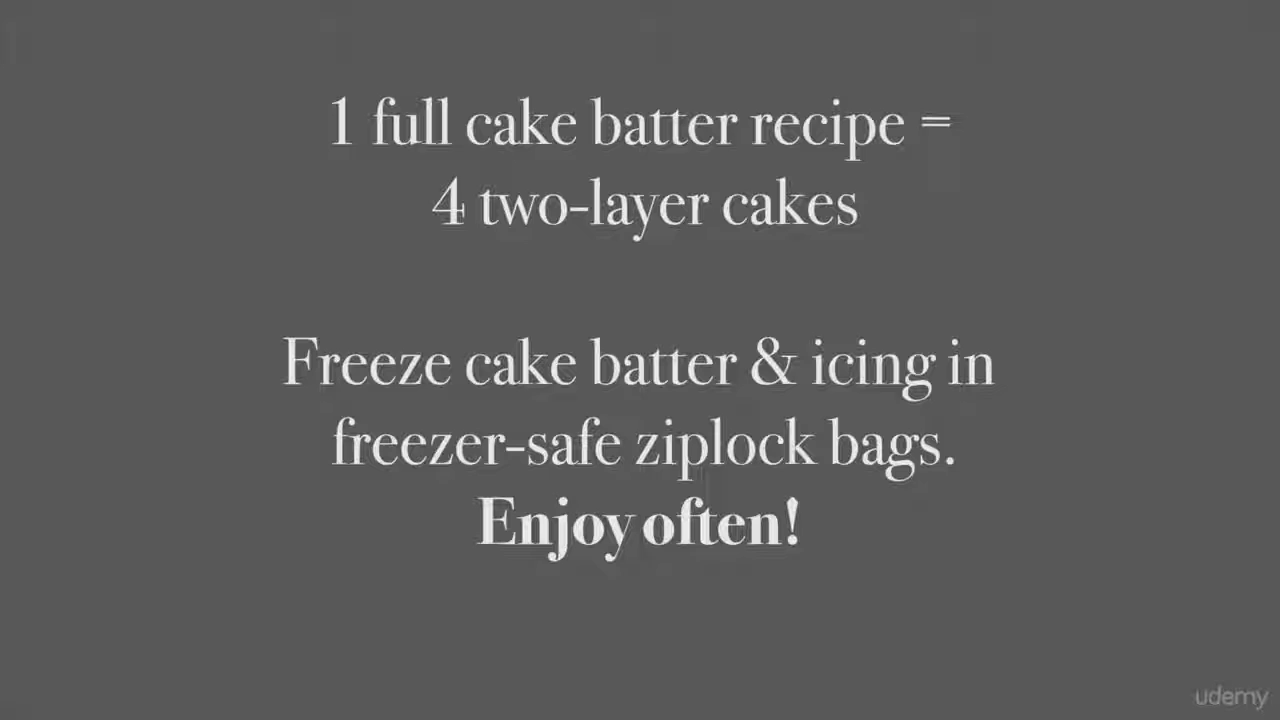 1 full cake batter recipe =
4 two-layer cakes
Freeze cake batter & icing in
freezer-safe ziplock bags.
Enjoy often!
udemy